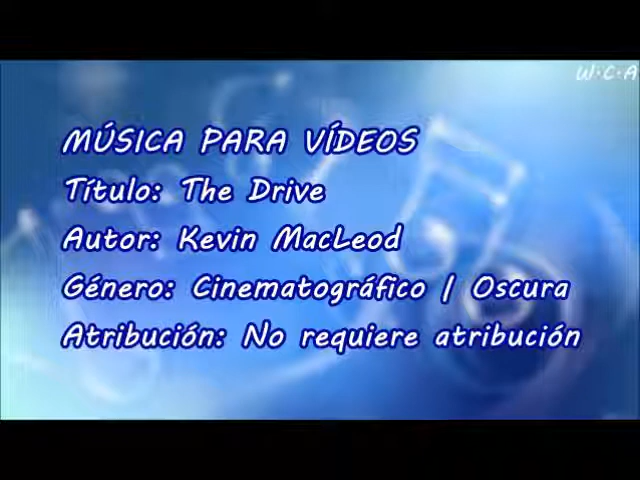 W.C.A
MÚSICA PARA VÍDEOS
Título: The Drive
Autor: Kevin MacLeod
Género: Cinematográfico | Oscura
Atribución: No requiere atribución